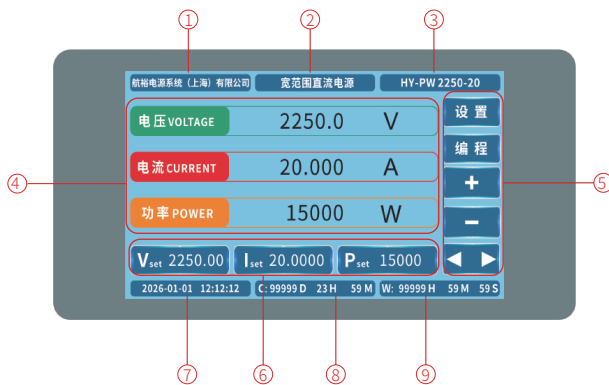 ① ② ③
航裕电源系统（上海）有限公司 宽范围直流电源 HY-PW 2250-20
电压 VOLTAGE 2250.0 V
设置
编程
电流 CURRENT 20.000 A
+
④ ⑤
功率 POWER 15000 W
−
Vset 2250.00 Iset 20.0000 Pset 15000
2026-01-01 12:12:12 C: 99999 D 23 H 59 M W: 99999 H 59 M 59 S
⑦ ⑥ ⑧ ⑨